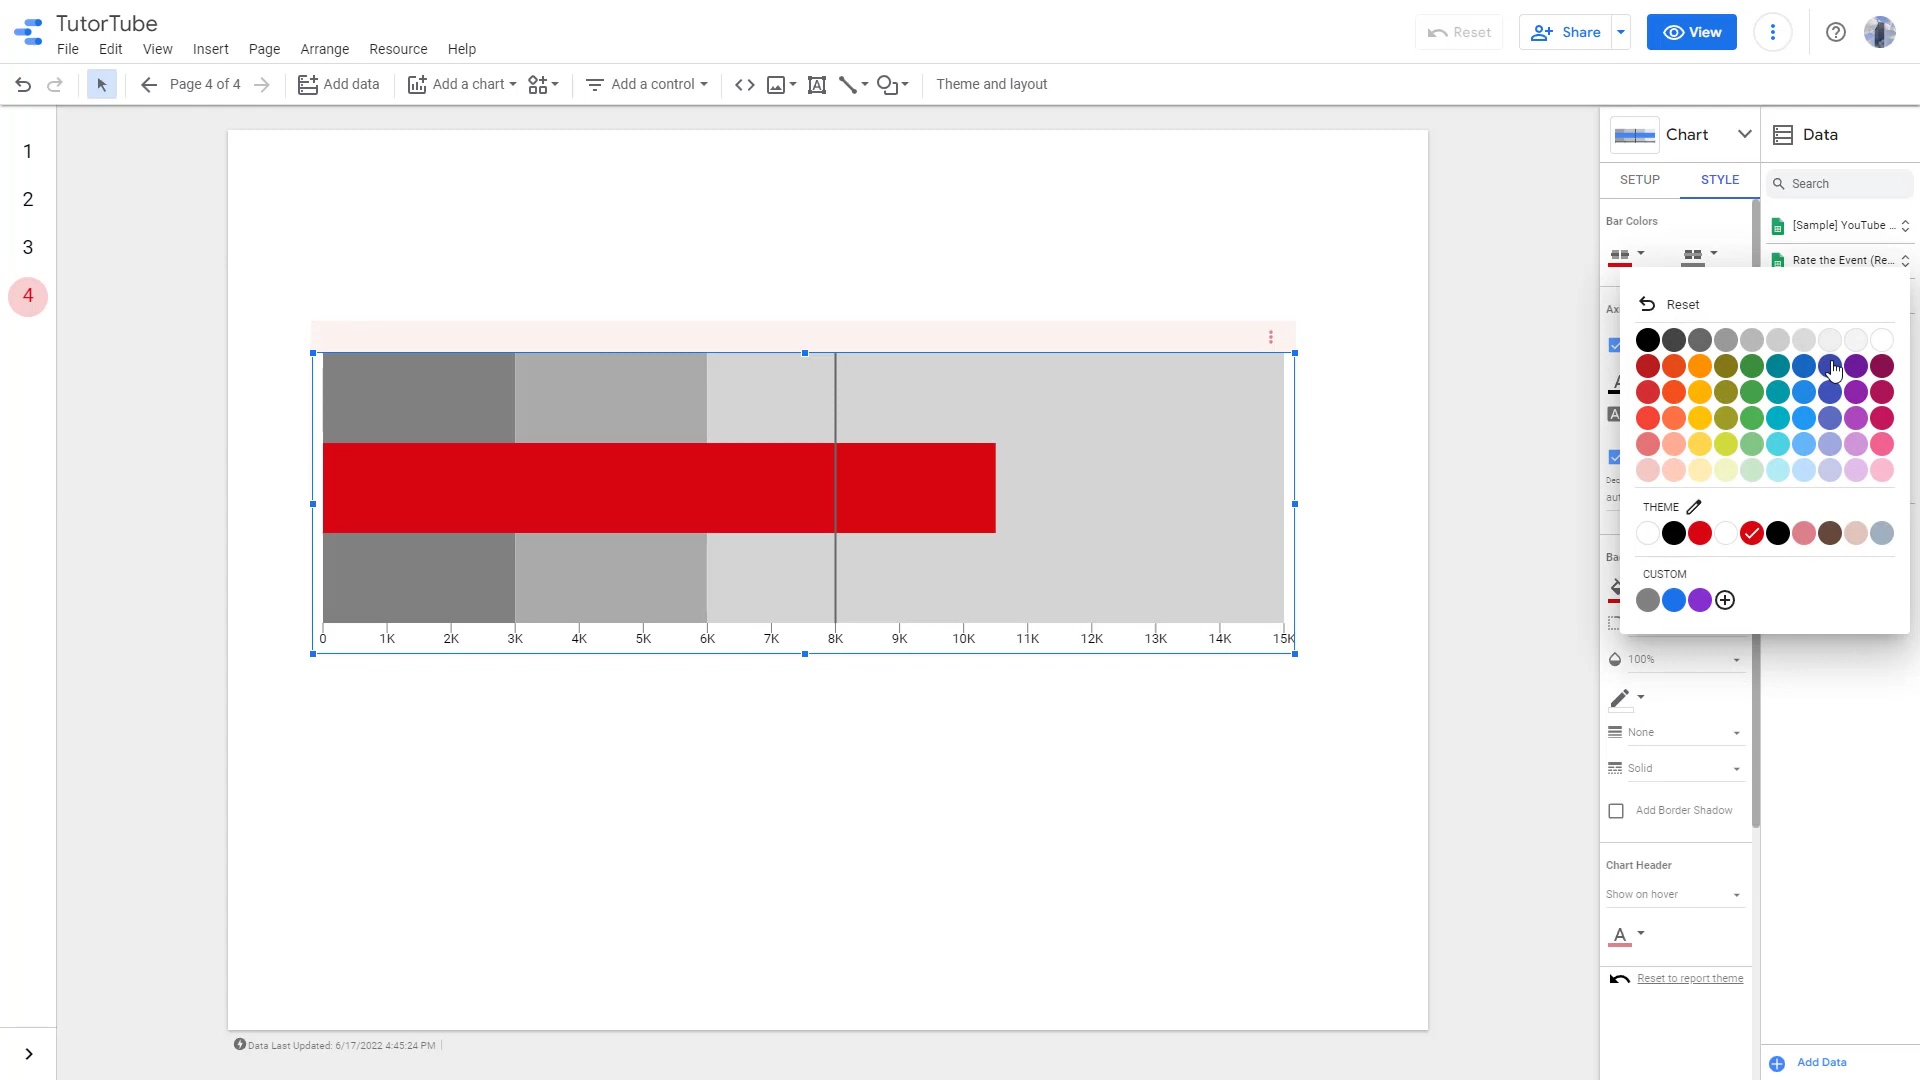 TutorTube
File Edit View Insert Page Arrange Resource Help
Reset
Share
View
Page 4 of 4
Add data
Add a chart
Add a control
Theme and layout
1
2
3
4
0 1K 2K 3K 4K 5K 6K 7K 8K 9K 10K 11K 12K 13K 14K 15K
Data Last Updated: 6/17/2022 4:45:24 PM
Chart
SETUP STYLE
Bar Colors
Reset
THEME
CUSTOM
100%
None
Solid
Add Border Shadow
Chart Header
Show on hover
Reset to report theme
Data
Search
[Sample] YouTube ...
Rate the Event (Re...
Add Data